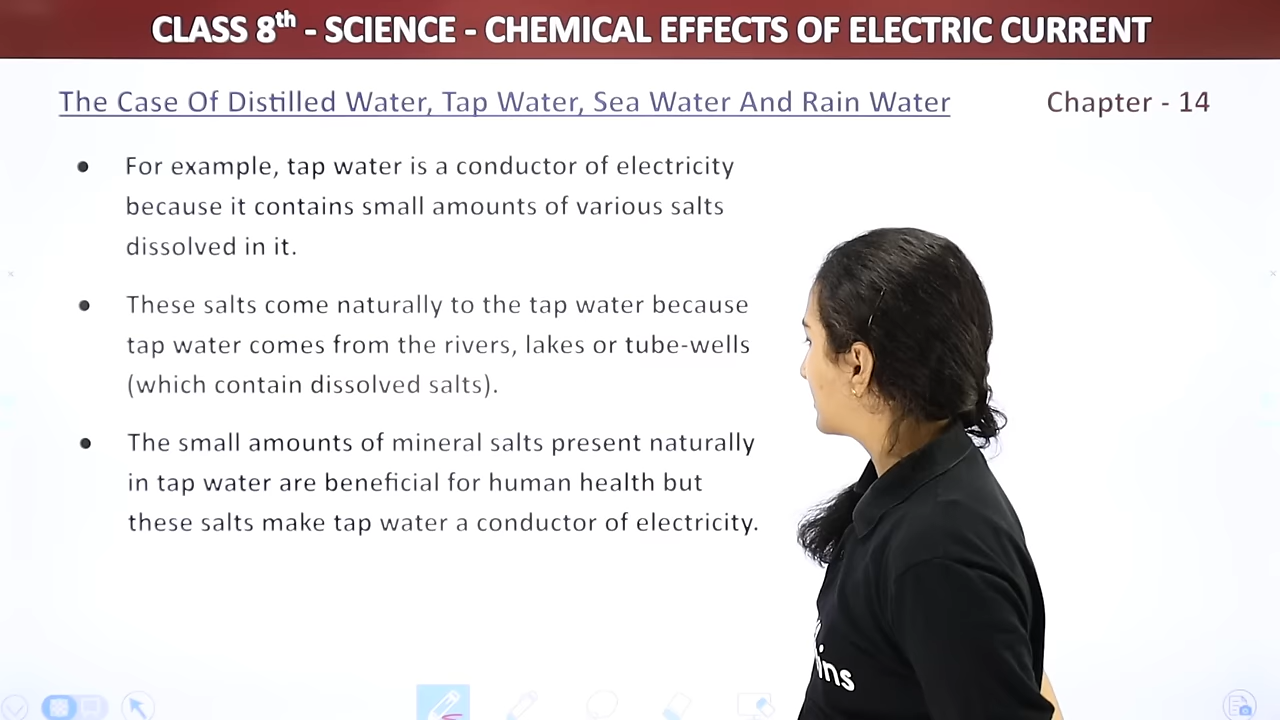 CLASS 8th - SCIENCE - CHEMICAL EFFECTS OF ELECTRIC CURRENT
The Case Of Distilled Water, Tap Water, Sea Water And Rain Water
Chapter - 14
● For example, tap water is a conductor of electricity
because it contains small amounts of various salts
dissolved in it.
● These salts come naturally to the tap water because
tap water comes from the rivers, lakes or tube-wells
(which contain dissolved salts).
● The small amounts of mineral salts present naturally
in tap water are beneficial for human health but
these salts make tap water a conductor of electricity.